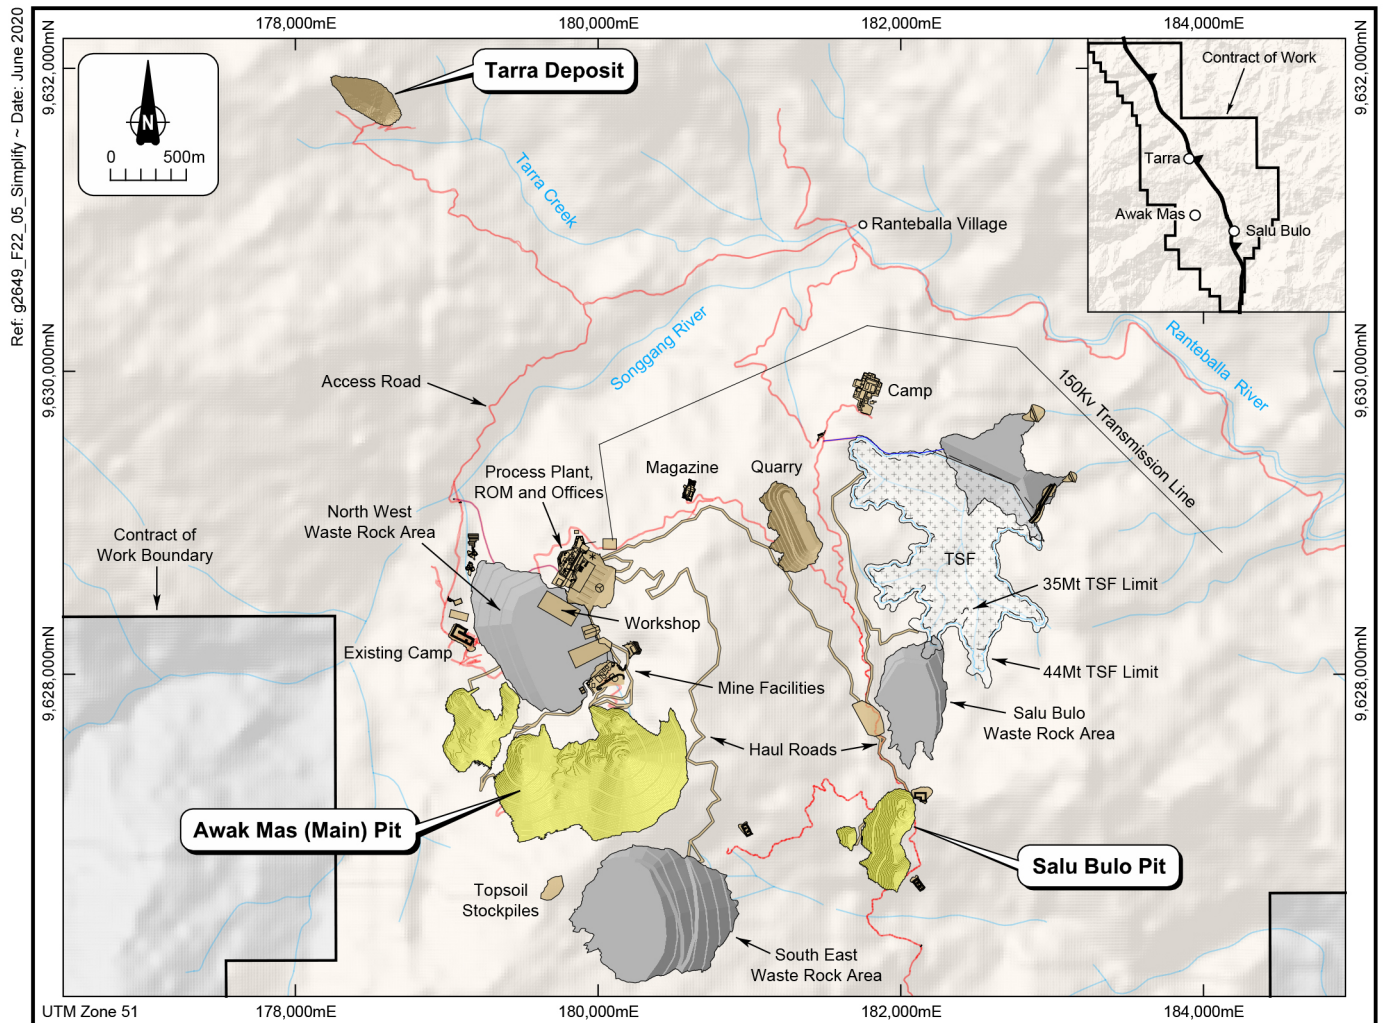 178,000mE
180,000mE
182,000mE
184,000mE
Ref: g2649_F22_05_Simplify ~ Date: June 2020
9,632,000mN
9,632,000mN
N
0 500m
Tarra Deposit
Contract of Work
Tarra
Awak Mas
Salu Bulo
Tarra Creek
Ranteballa Village
Songgang River
Ranteballa River
9,630,000mN
9,630,000mN
Access Road
Camp
150Kv Transmission Line
Process Plant,
ROM and Offices
Magazine
Quarry
North West
Waste Rock Area
Contract of
Work Boundary
TSF
35Mt TSF Limit
Workshop
Existing Camp
44Mt TSF Limit
9,628,000mN
9,628,000mN
Mine Facilities
Salu Bulo
Waste Rock Area
Haul Roads
Awak Mas (Main) Pit
Salu Bulo Pit
Topsoil
Stockpiles
South East
Waste Rock Area
UTM Zone 51
178,000mE
180,000mE
182,000mE
184,000mE